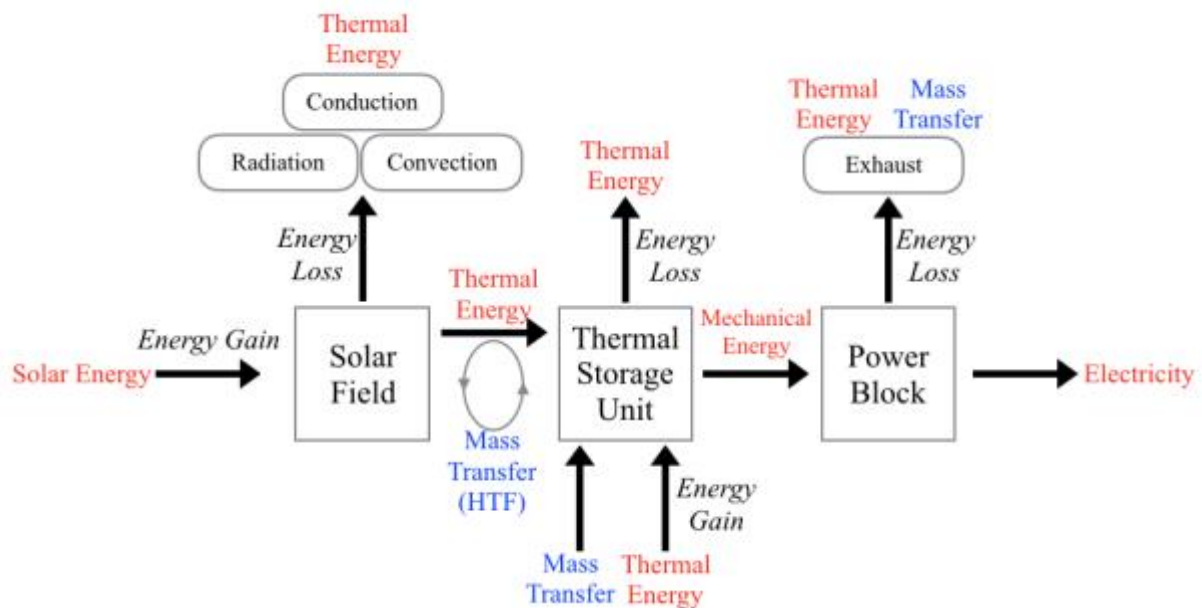 Thermal
Energy
Conduction
Radiation
Convection
Thermal
Energy
Mass
Transfer
Exhaust
Thermal
Energy
Energy
Loss
Energy
Loss
Energy
Loss
Solar Energy
Energy Gain
Solar
Field
Thermal
Energy
Mass
Transfer
(HTF)
Thermal
Storage
Unit
Mechanical
Energy
Power
Block
Electricity
Mass
Transfer
Thermal
Energy
Energy
Gain